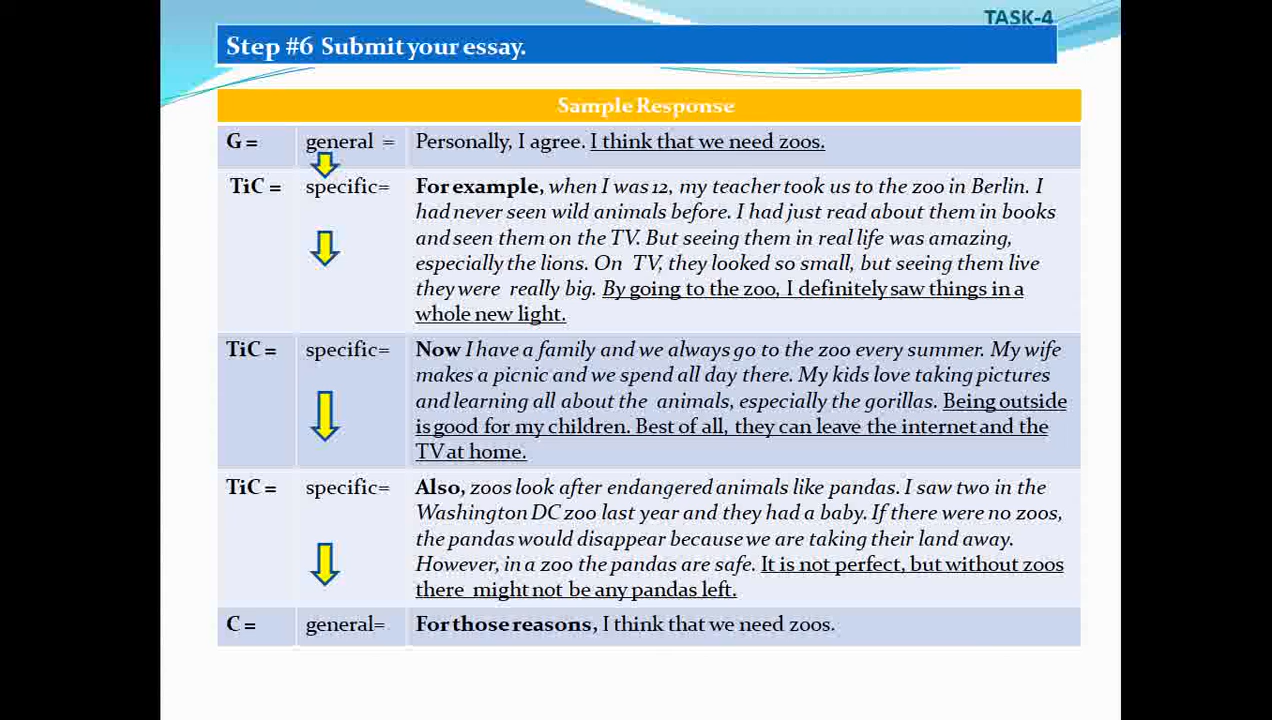 TASK-4
Step #6 Submit your essay.
Sample Response
G = general = Personally, I agree. I think that we need zoos.
TiC = specific= For example, when I was 12, my teacher took us to the zoo in Berlin. I
had never seen wild animals before. I had just read about them in books
and seen them on the TV. But seeing them in real life was amazing,
especially the lions. On TV, they looked so small, but seeing them live
they were really big. By going to the zoo, I definitely saw things in a
whole new light.
TiC = specific= Now I have a family and we always go to the zoo every summer. My wife
makes a picnic and we spend all day there. My kids love taking pictures
and learning all about the animals, especially the gorillas. Being outside
is good for my children. Best of all, they can leave the internet and the
TV at home.
TiC = specific= Also, zoos look after endangered animals like pandas. I saw two in the
Washington DC zoo last year and they had a baby. If there were no zoos,
the pandas would disappear because we are taking their land away.
However, in a zoo the pandas are safe. It is not perfect, but without zoos
there might not be any pandas left.
C = general= For those reasons, I think that we need zoos.